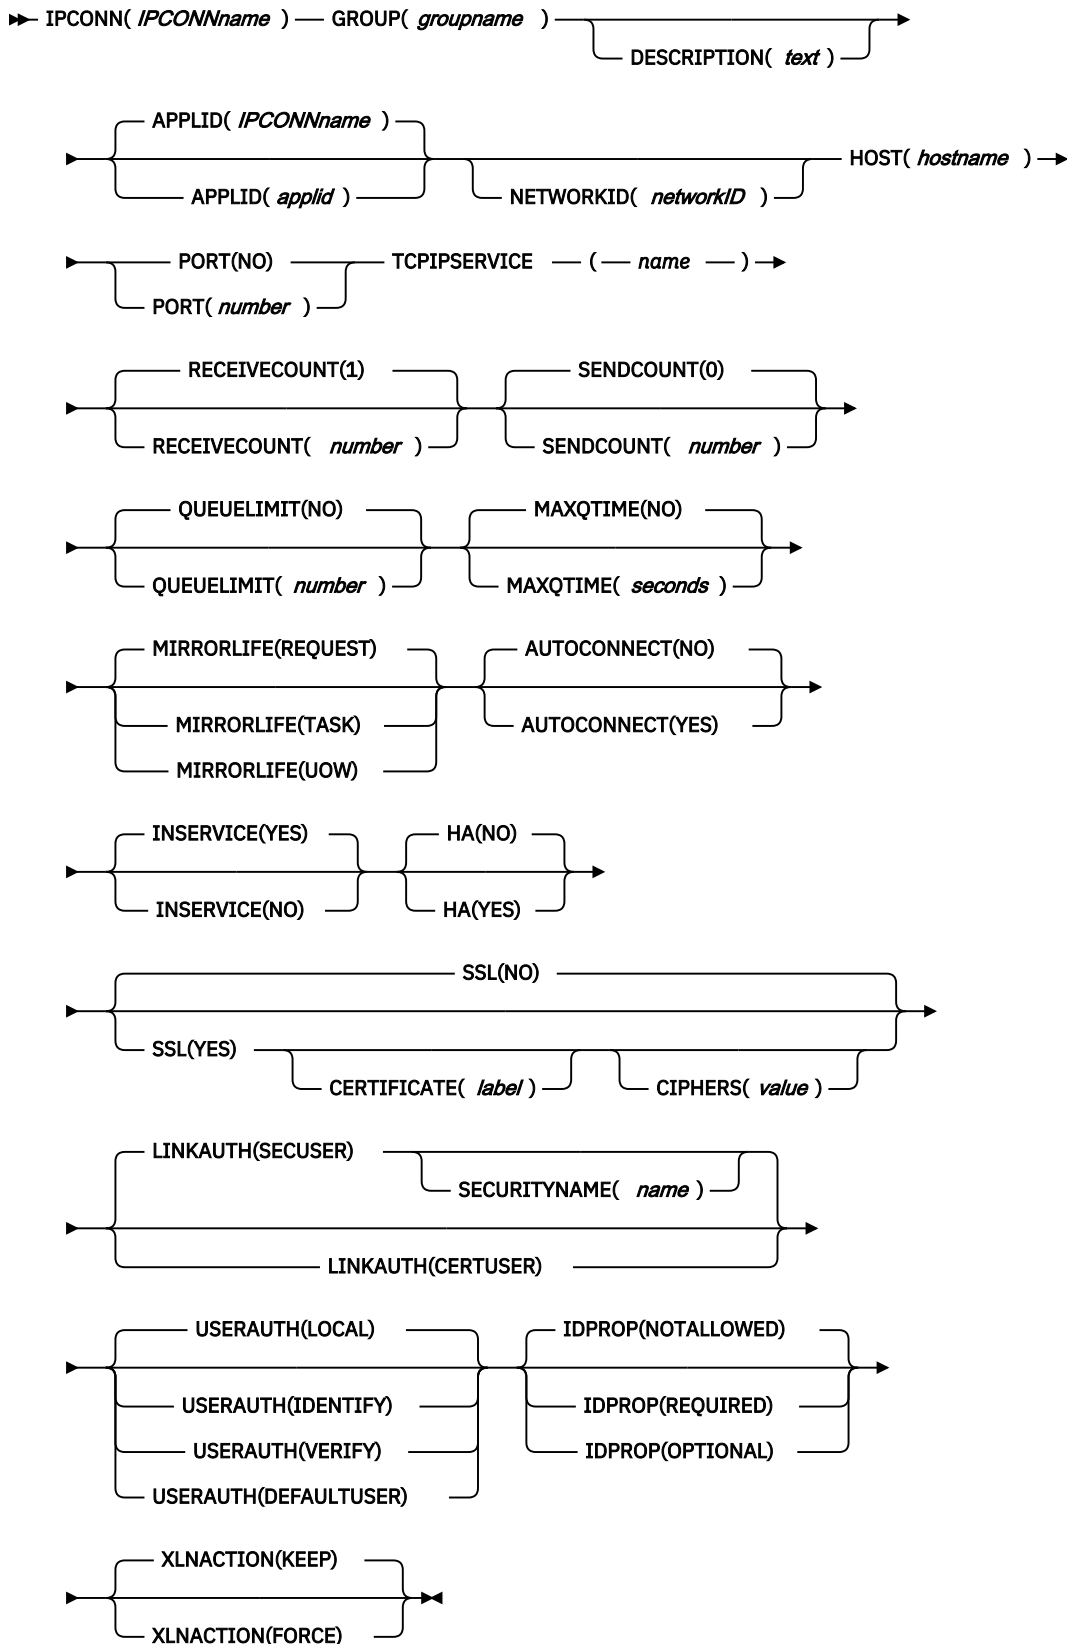 IPCONN( IPCONNname ) GROUP( groupname )
DESCRIPTION( text )
APPLID( IPCONNname )
HOST( hostname )
APPLID( applid ) NETWORKID( networkID )
PORT(NO) TCPIPSERVICE ( name )
PORT( number )
RECEIVECOUNT(1) SENDCOUNT(0)
RECEIVECOUNT( number ) SENDCOUNT( number )
QUEUELIMIT(NO) MAXQTIME(NO)
QUEUELIMIT( number ) MAXQTIME( seconds )
MIRRORLIFE(REQUEST) AUTOCONNECT(NO)
MIRRORLIFE(TASK) AUTOCONNECT(YES)
MIRRORLIFE(UOW)
INSERVICE(YES) HA(NO)
INSERVICE(NO) HA(YES)
SSL(NO)
SSL(YES)
CERTIFICATE( label ) CIPHERS( value )
LINKAUTH(SECUSER)
SECURITYNAME( name )
LINKAUTH(CERTUSER)
USERAUTH(LOCAL) IDPROP(NOTALLOWED)
USERAUTH(IDENTIFY) IDPROP(REQUIRED)
USERAUTH(VERIFY) IDPROP(OPTIONAL)
USERAUTH(DEFAULTUSER)
XLNACTION(KEEP)
XLNACTION(FORCE)